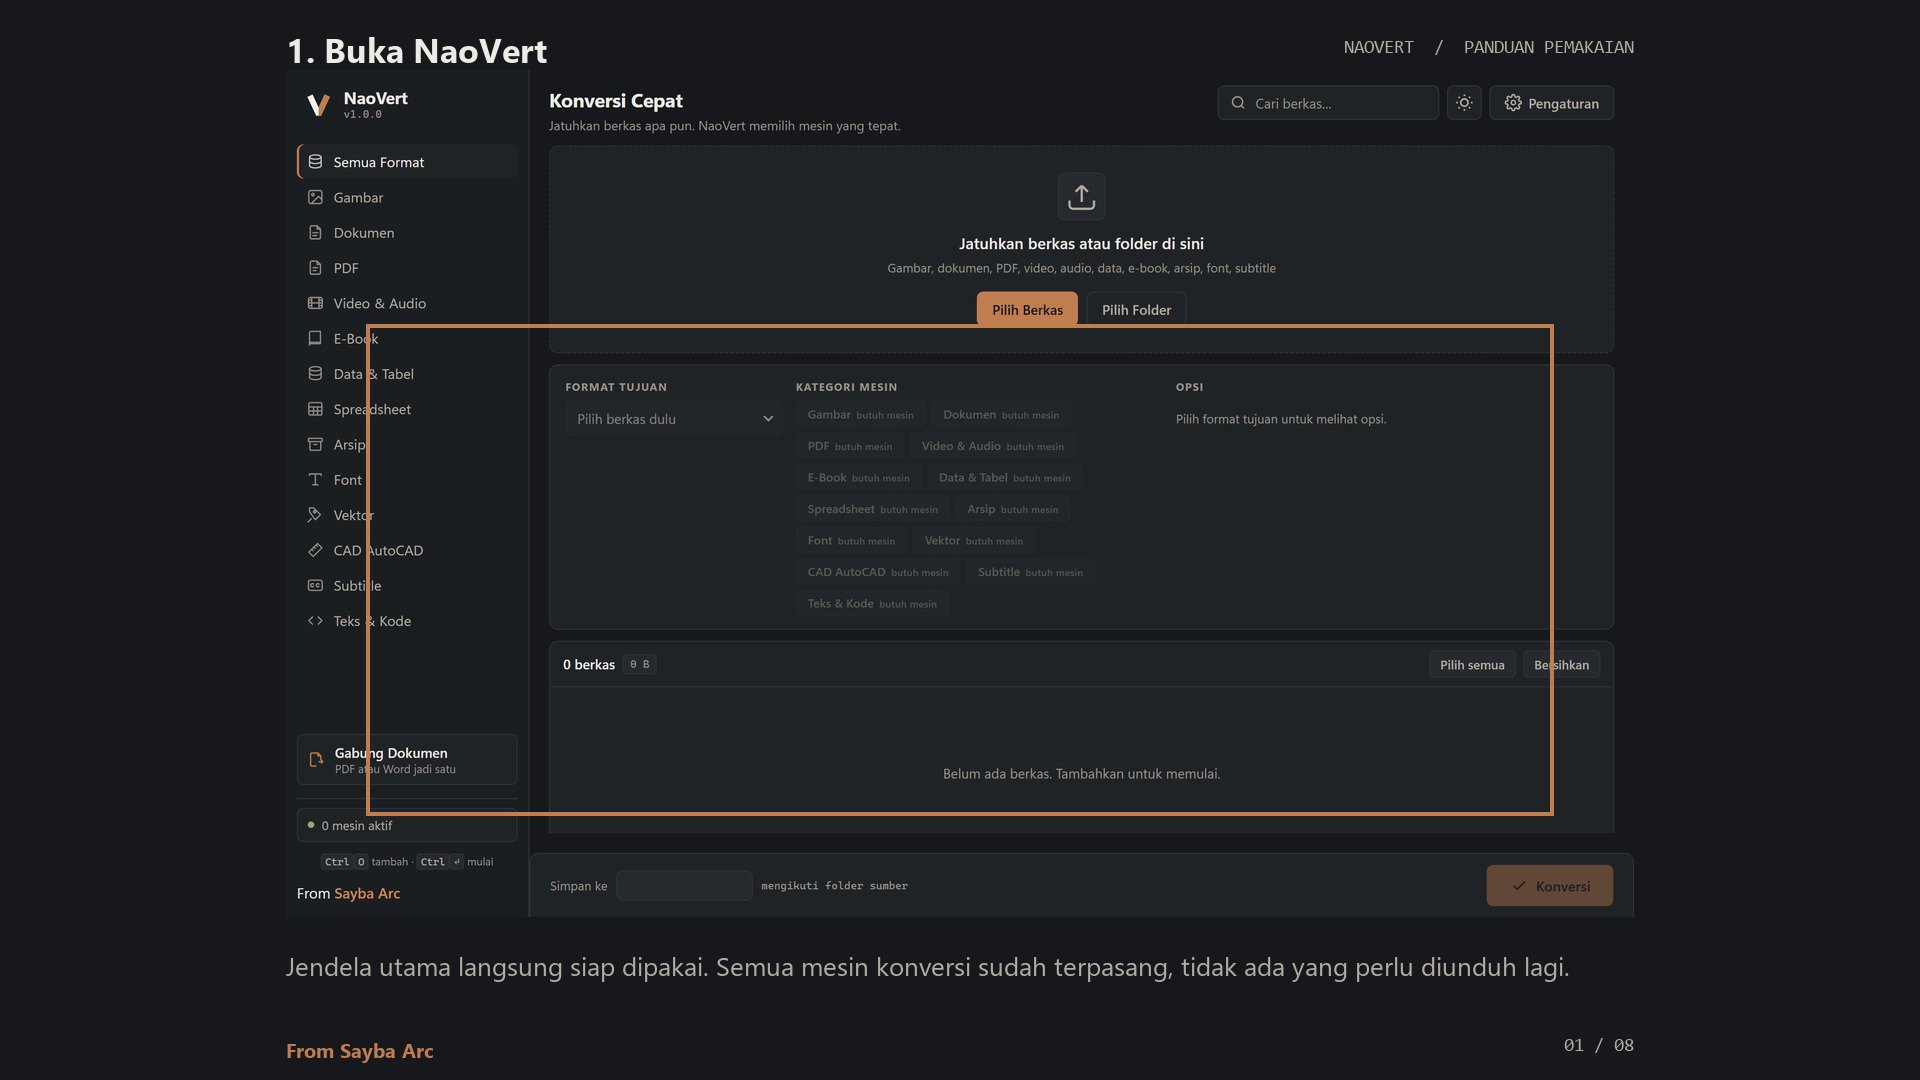 1. Buka NaoVert
NAOVERT / PANDUAN PEMAKAIAN
NaoVert
v1.0.0
Semua Format
Gambar
Dokumen
PDF
Video & Audio
E-Book
Data & Tabel
Spreadsheet
Arsip
Font
Vektor
CAD AutoCAD
Subtitle
Teks & Kode
Gabung Dokumen
PDF atau Word jadi satu
0 mesin aktif
Ctrl O tambah · Ctrl ↵ mulai
From Sayba Arc
Konversi Cepat
Jatuhkan berkas apa pun. NaoVert memilih mesin yang tepat.
Cari berkas...
Pengaturan
Jatuhkan berkas atau folder di sini
Gambar, dokumen, PDF, video, audio, data, e-book, arsip, font, subtitle
Pilih Berkas
Pilih Folder
FORMAT TUJUAN
Pilih berkas dulu
KATEGORI MESIN
Gambar butuh mesin
Dokumen butuh mesin
PDF butuh mesin
Video & Audio butuh mesin
E-Book butuh mesin
Data & Tabel butuh mesin
Spreadsheet butuh mesin
Arsip butuh mesin
Font butuh mesin
Vektor butuh mesin
CAD AutoCAD butuh mesin
Subtitle butuh mesin
Teks & Kode butuh mesin
OPSI
Pilih format tujuan untuk melihat opsi.
0 berkas 0 B
Pilih semua
Bersihkan
Belum ada berkas. Tambahkan untuk memulai.
Simpan ke
mengikuti folder sumber
Konversi
Jendela utama langsung siap dipakai. Semua mesin konversi sudah terpasang, tidak ada yang perlu diunduh lagi.
From Sayba Arc
01 / 08